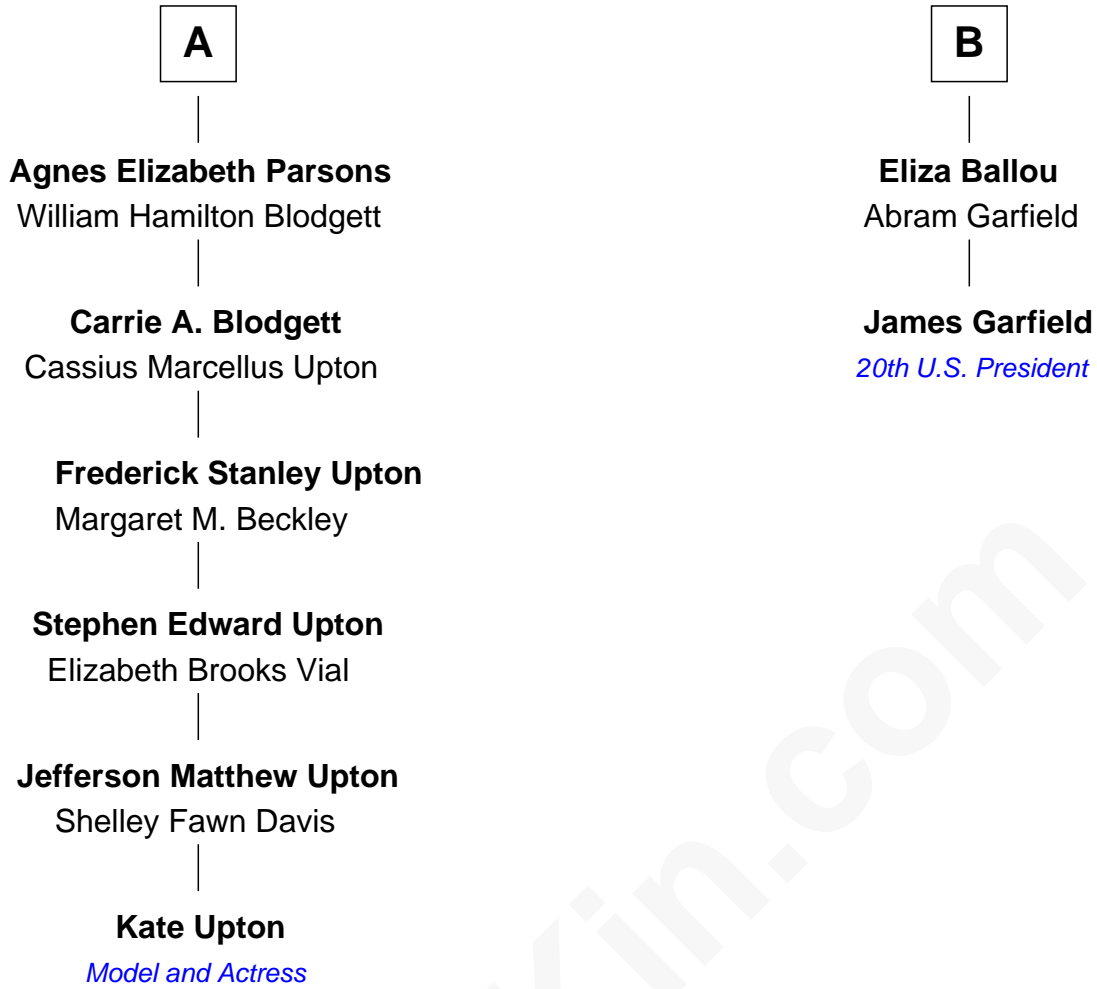 A
Agnes Elizabeth Parsons
William Hamilton Blodgett
Carrie A. Blodgett
Cassius Marcellus Upton
Frederick Stanley Upton
Margaret M. Beckley
Stephen Edward Upton
Elizabeth Brooks Vial
Jefferson Matthew Upton
Shelley Fawn Davis
Kate Upton
Model and Actress
B
Eliza Ballou
Abram Garfield
James Garfield
20th U.S. President
Kin.com